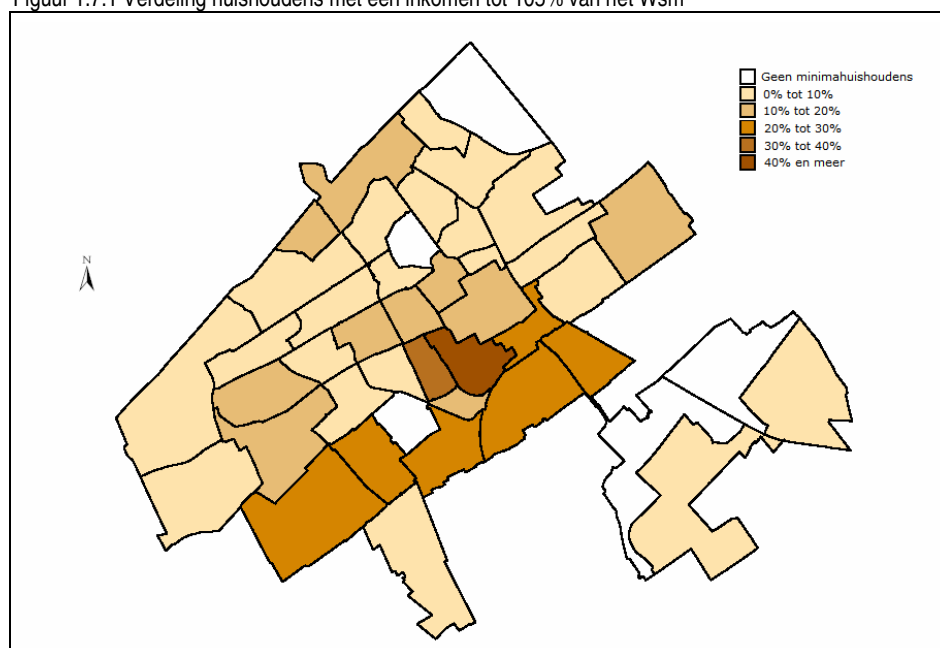 Figuur 1.7.1 Verdeling huishoudens met een inkomen tot 105% van het Wsm
Geen minimahuishoudens
0% tot 10%
10% tot 20%
20% tot 30%
30% tot 40%
40% en meer
N